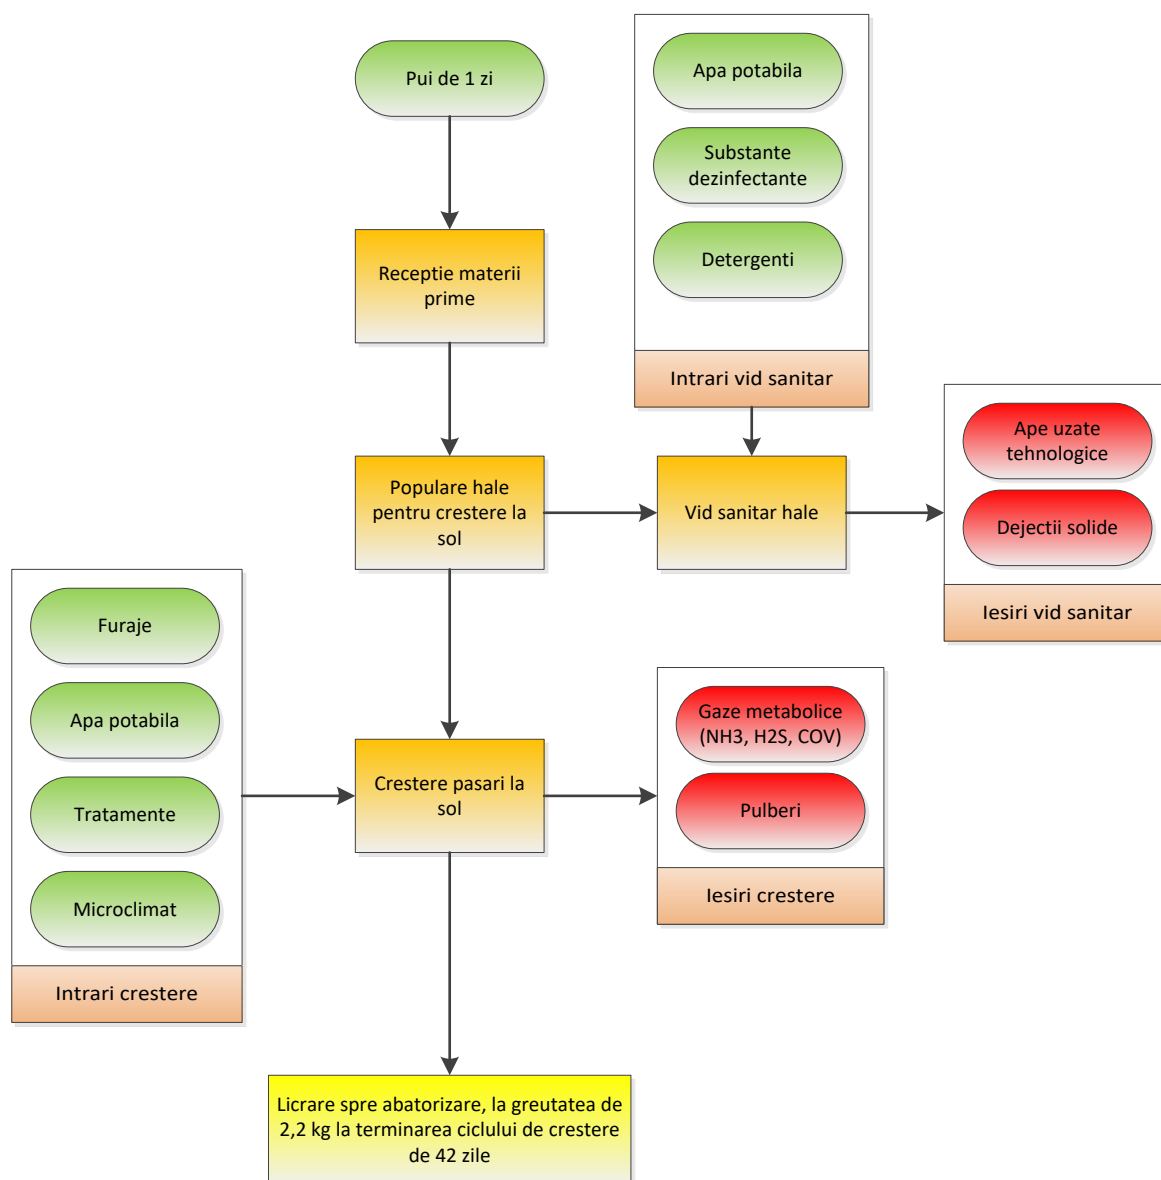 Pui de 1 zi
Apa potabila
Substante
dezinfectante
Detergenti
Intrari vid sanitar
Receptie materii
prime
Populare hale
pentru crestere la
sol
Vid sanitar hale
Ape uzate
tehnologice
Dejectii solide
Iesiri vid sanitar
Furaje
Apa potabila
Tratamente
Microclimat
Intrari crestere
Crestere pasari la
sol
Gaze metabolice
(NH3, H2S, COV)
Pulberi
Iesiri crestere
Licrare spre abatorizare, la greutatea de
2,2 kg la terminarea ciclului de crestere
de 42 zile